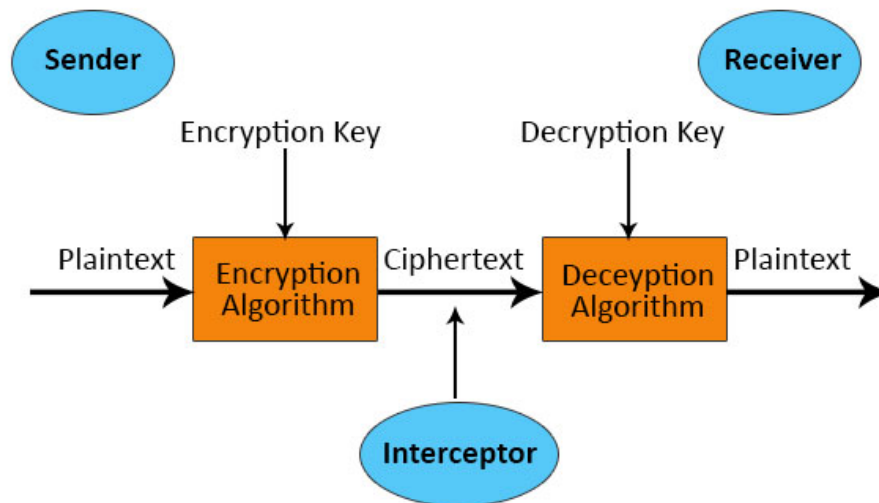 Sender
Receiver
Encryption Key
Decryption Key
Plaintext
Encryption
Algorithm
Ciphertext
Deceyption
Algorithm
Plaintext
Interceptor